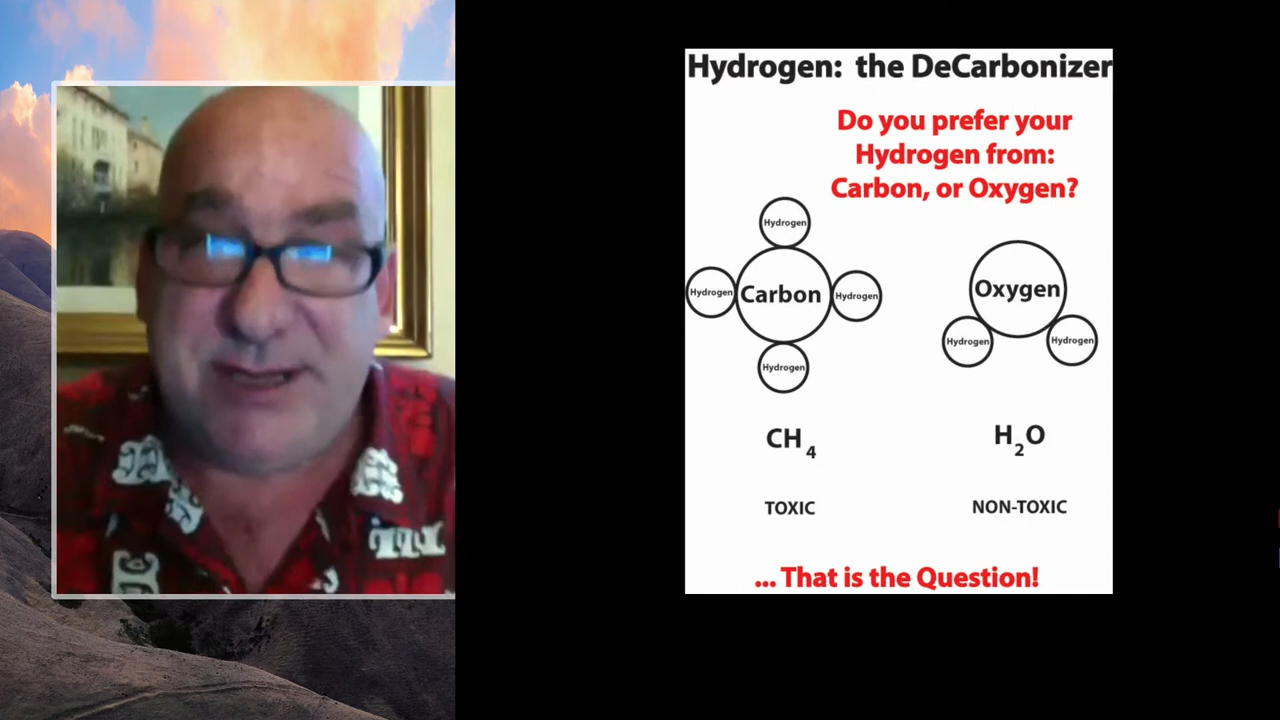 Hydrogen: the DeCarbonizer
Do you prefer your
Hydrogen from:
Carbon, or Oxygen?
Hydrogen
Hydrogen
Carbon
Hydrogen
Hydrogen
Oxygen
Hydrogen
Hydrogen
CH4
H2O
TOXIC
NON-TOXIC
... That is the Question!